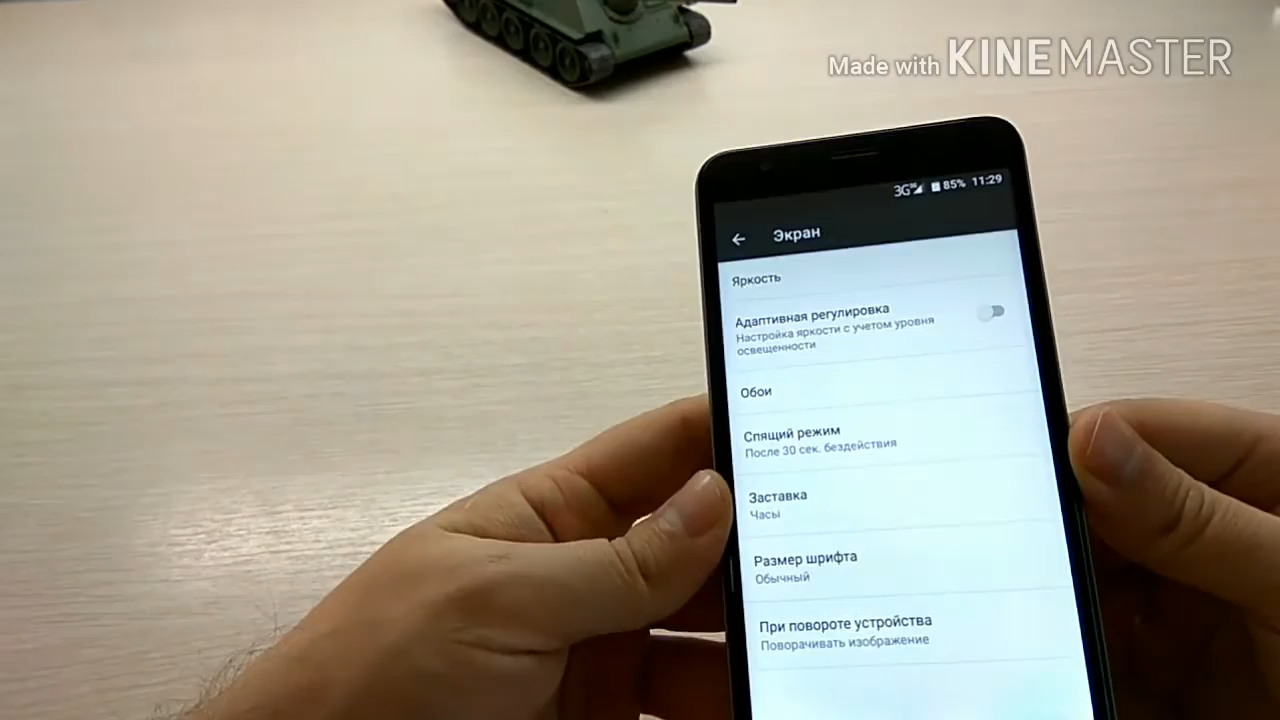 Made with KINEMASTER
3G 85% 11:29
Экран
Яркость
Адаптивная регулировка
Настройка яркости с учетом уровня
освещенности
Обои
Спящий режим
После 30 сек. бездействия
Заставка
Часы
Размер шрифта
Обычный
При повороте устройства
Поворачивать изображение